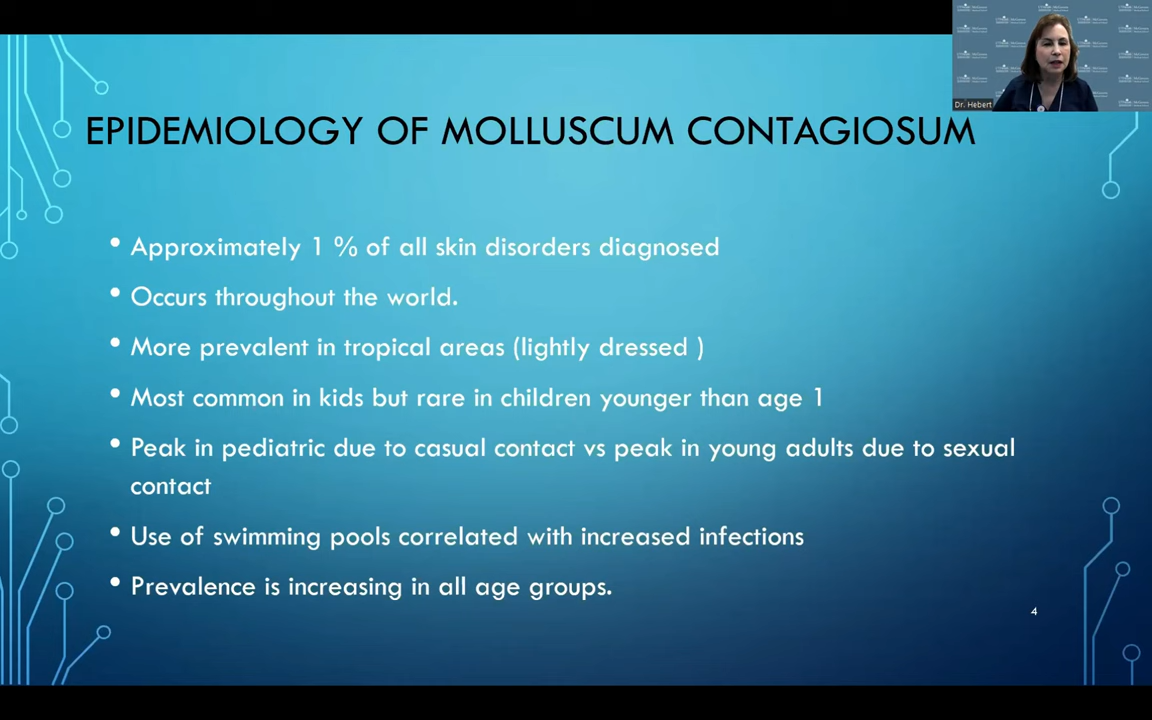 Dr. Hebert
EPIDEMIOLOGY OF MOLLUSCUM CONTAGIOSUM
• Approximately 1 % of all skin disorders diagnosed
• Occurs throughout the world.
• More prevalent in tropical areas (lightly dressed )
• Most common in kids but rare in children younger than age 1
• Peak in pediatric due to casual contact vs peak in young adults due to sexual
contact
• Use of swimming pools correlated with increased infections
• Prevalence is increasing in all age groups.
4